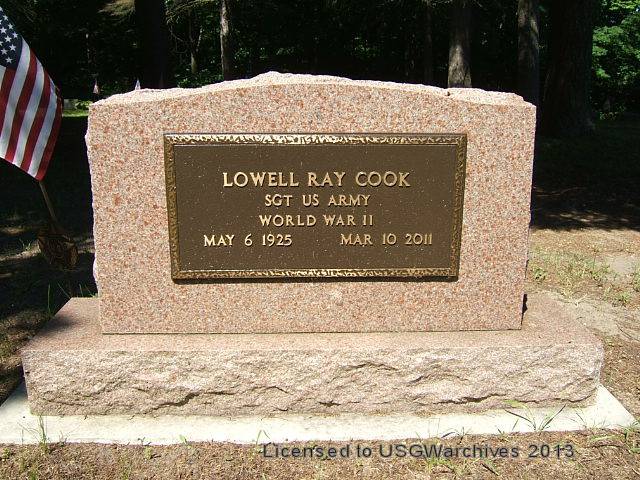 LOWELL RAY COOK
SGT US ARMY
WORLD WAR II
MAY 6 1925 MAR 10 2011
Licensed to USGWarchives 2013